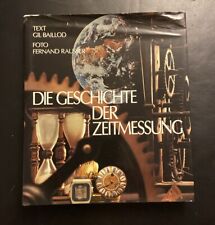 TEXT
GIL BAILLOD
FOTO
FERNAND RAUSSER
DIE GESCHICHTE
DER
ZEITMESSUNG